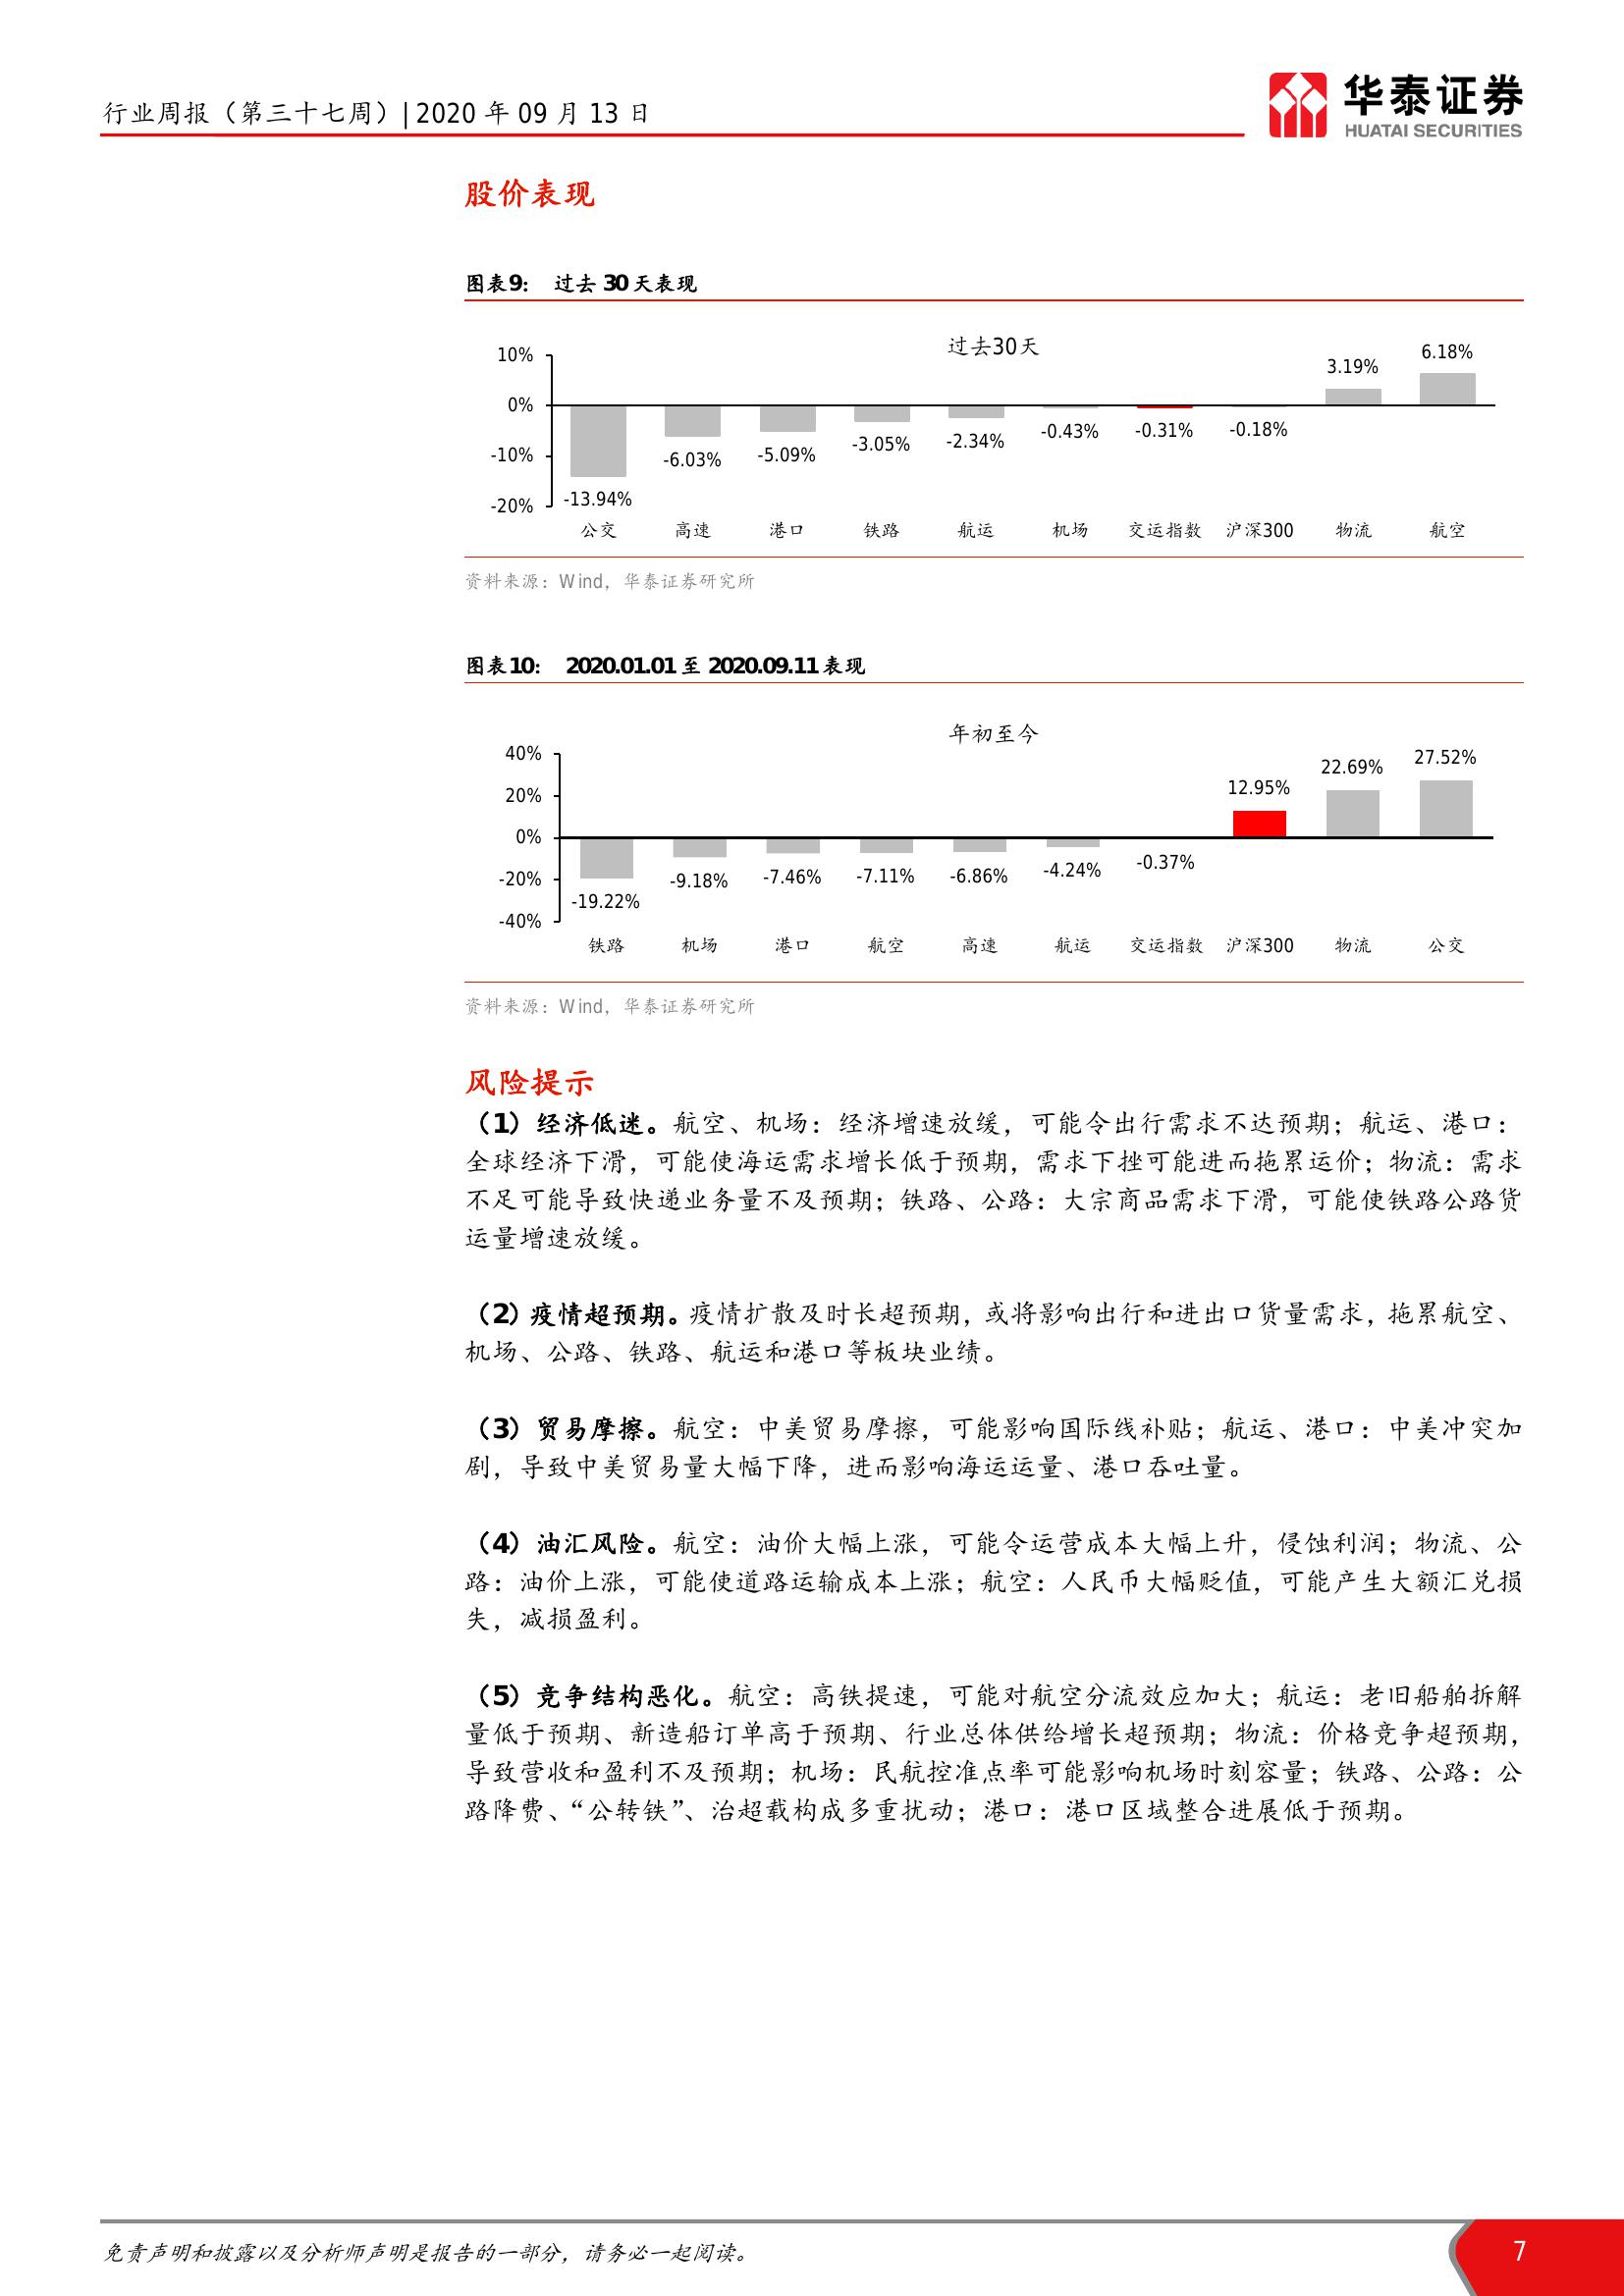 行业周报（第三十七周）| 2020 年 09 月 13 日
华泰证券
HUATAI SECURITIES
股价表现
图表9： 过去 30 天表现
过去30天
10%
0%
-10%
-20%
-13.94%
-6.03%
-5.09%
-3.05%
-2.34%
-0.43%
-0.31%
-0.18%
3.19%
6.18%
公交 高速 港口 铁路 航运 机场 交运指数 沪深300 物流 航空
资料来源：Wind，华泰证券研究所
图表10： 2020.01.01 至 2020.09.11 表现
年初至今
40%
20%
0%
-20%
-40%
-19.22%
-9.18%
-7.46%
-7.11%
-6.86%
-4.24%
-0.37%
12.95%
22.69%
27.52%
铁路 机场 港口 航空 高速 航运 交运指数 沪深300 物流 公交
资料来源：Wind，华泰证券研究所
风险提示
（1）经济低迷。航空、机场：经济增速放缓，可能令出行需求不达预期；航运、港口：
全球经济下滑，可能使海运需求增长低于预期，需求下挫可能进而拖累运价；物流：需求
不足可能导致快递业务量不及预期；铁路、公路：大宗商品需求下滑，可能使铁路公路货
运量增速放缓。
（2）疫情超预期。疫情扩散及时长超预期，或将影响出行和进出口货量需求，拖累航空、
机场、公路、铁路、航运和港口等板块业绩。
（3）贸易摩擦。航空：中美贸易摩擦，可能影响国际线补贴；航运、港口：中美冲突加
剧，导致中美贸易量大幅下降，进而影响海运运量、港口吞吐量。
（4）油汇风险。航空：油价大幅上涨，可能令运营成本大幅上升，侵蚀利润；物流、公
路：油价上涨，可能使道路运输成本上涨；航空：人民币大幅贬值，可能产生大额汇兑损
失，减损盈利。
（5）竞争结构恶化。航空：高铁提速，可能对航空分流效应加大；航运：老旧船舶拆解
量低于预期、新造船订单高于预期、行业总体供给增长超预期；物流：价格竞争超预期，
导致营收和盈利不及预期；机场：民航控准点率可能影响机场时刻容量；铁路、公路：公
路降费、“公转铁”、治超载构成多重扰动；港口：港口区域整合进展低于预期。
免责声明和披露以及分析师声明是报告的一部分，请务必一起阅读。
7